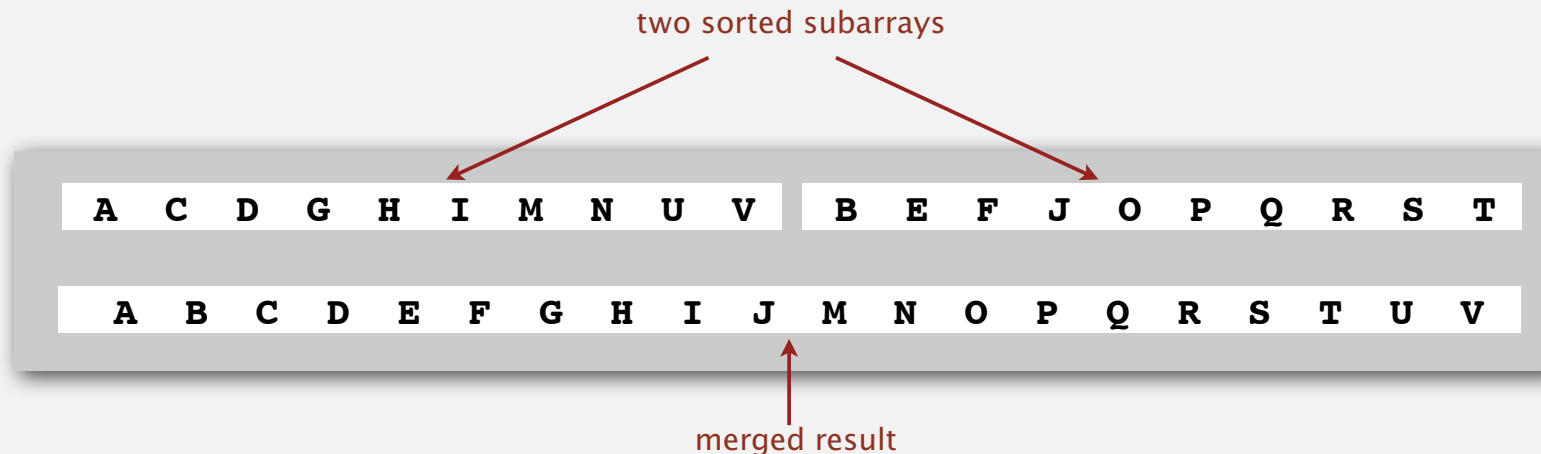 two sorted subarrays
A C D G H I M N U V B E F J O P Q R S T
A B C D E F G H I J M N O P Q R S T U V
merged result